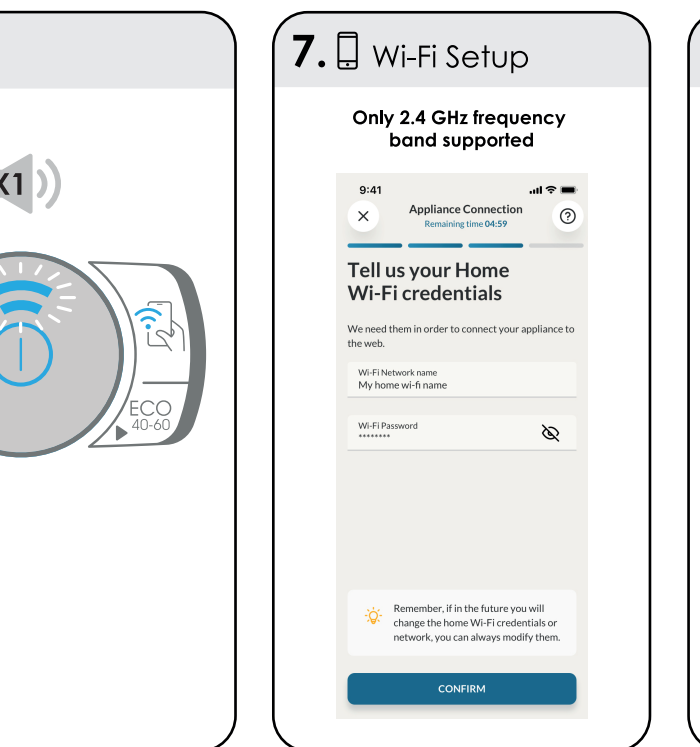 X1
ECO
40-60
7. Wi-Fi Setup
Only 2.4 GHz frequency
band supported
9:41
Appliance Connection
Remaining time 04:59
Tell us your Home
Wi-Fi credentials
We need them in order to connect your appliance to
the web.
Wi-Fi Network name
My home wi-fi name
Wi-Fi Password
********
Remember, if in the future you will
change the home Wi-Fi credentials or
network, you can always modify them.
CONFIRM